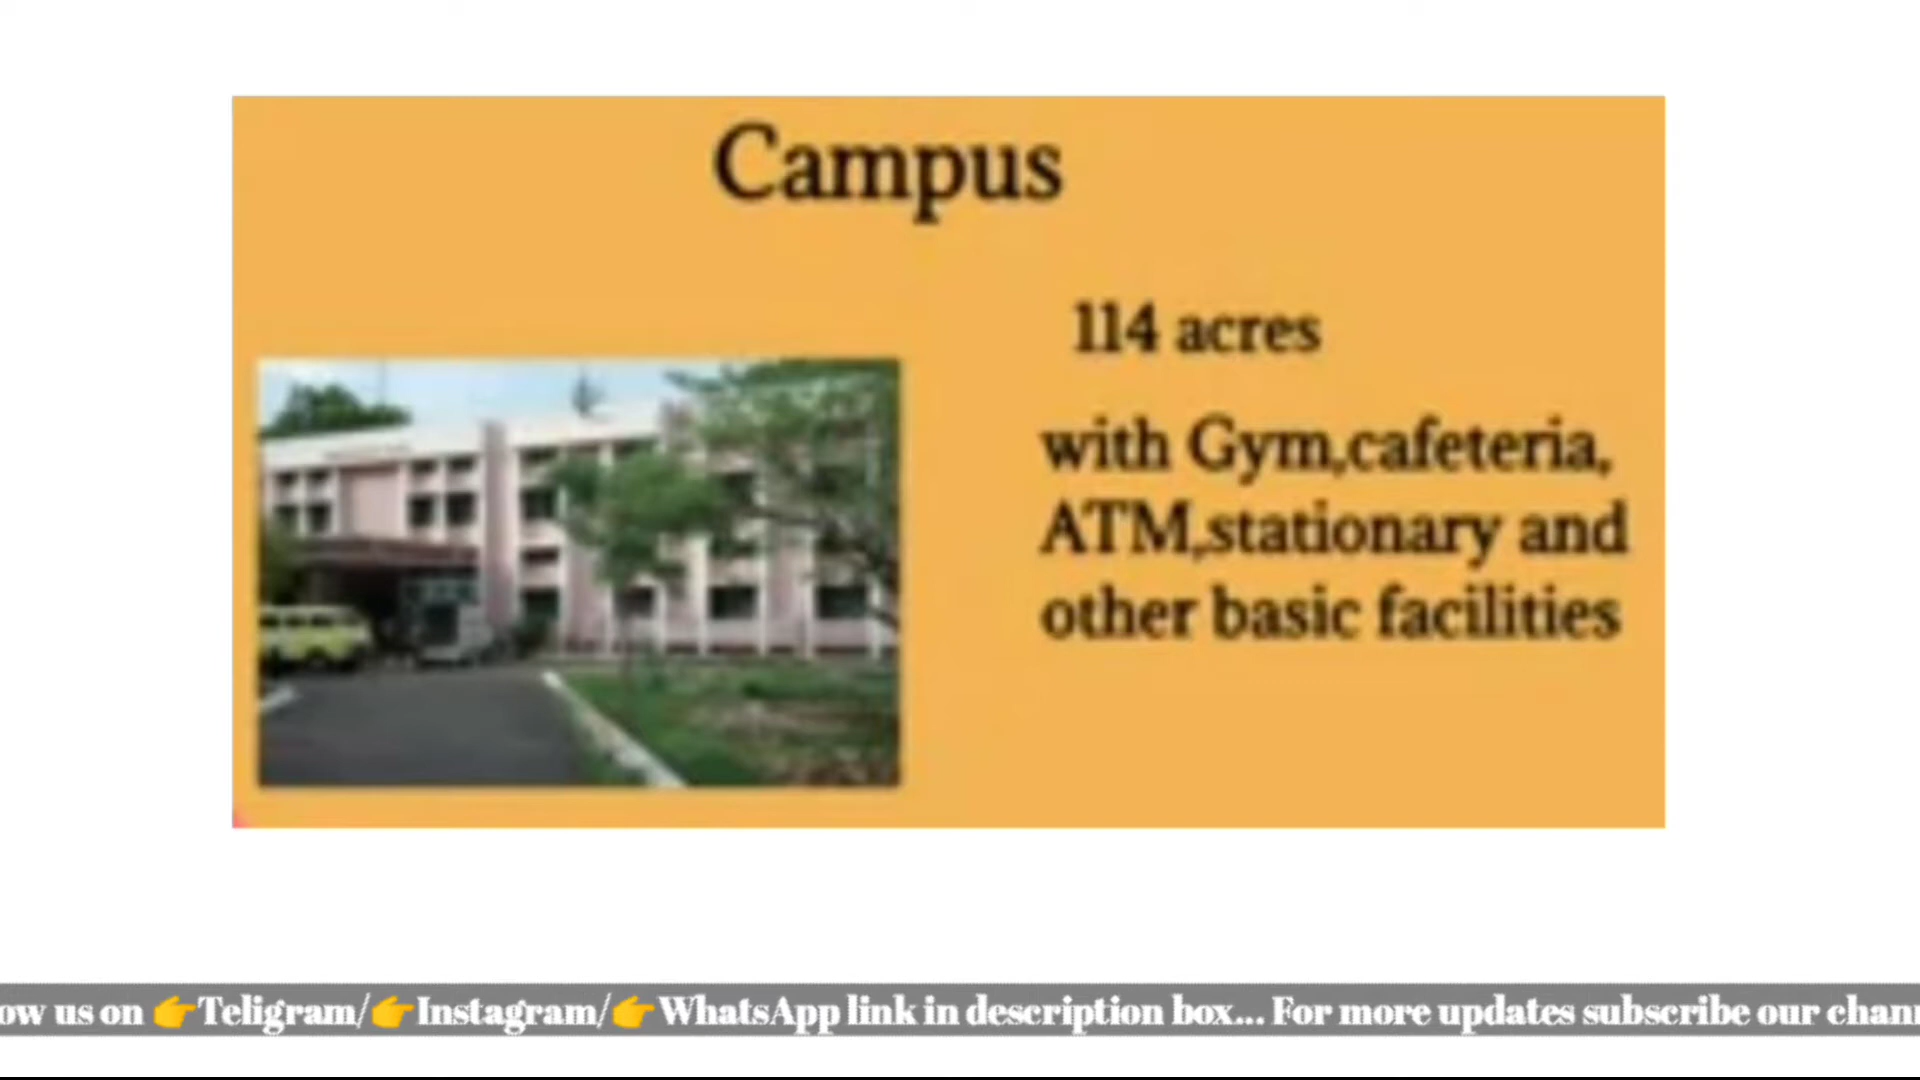 Campus
114 acres
with Gym,cafeteria,
ATM,stationary and
other basic facilities
ow us on 👉Teligram/👉Instagram/👉WhatsApp link in description box... For more updates subscribe our chann